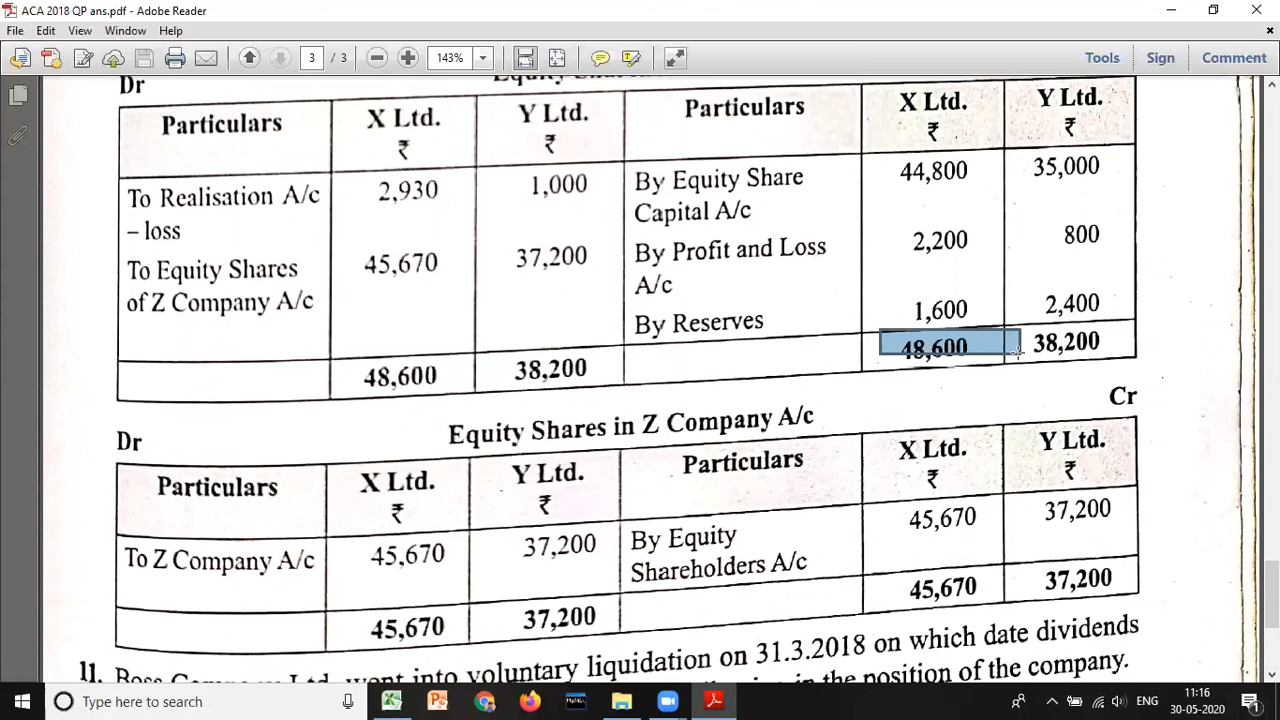 ACA 2018 QP ans.pdf - Adobe Reader
File Edit View Window Help
3 / 3 143% Tools Sign Comment
Dr
Particulars X Ltd. Y Ltd. Particulars X Ltd. Y Ltd.
₹ ₹ ₹ ₹
To Realisation A/c 2,930 1,000 By Equity Share 44,800 35,000
– loss Capital A/c
To Equity Shares 45,670 37,200 By Profit and Loss 2,200 800
of Z Company A/c A/c
By Reserves 1,600 2,400
48,600 38,200 48,600 38,200
Dr Equity Shares in Z Company A/c Cr
Particulars X Ltd. Y Ltd. Particulars X Ltd. Y Ltd.
₹ ₹ ₹ ₹
To Z Company A/c 45,670 37,200 By Equity 45,670 37,200
Shareholders A/c
45,670 37,200 45,670 37,200
11. went into voluntary liquidation on 31.3.2018 on which date dividends
in the position of the company.
Type here to search
ENG
11:16
30-05-2020